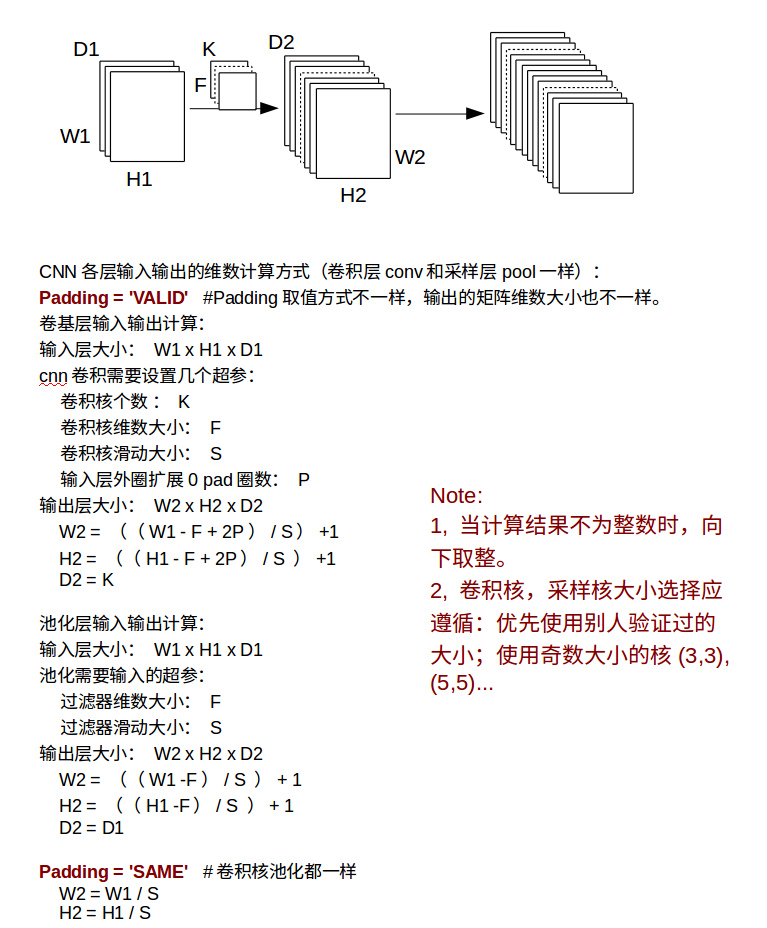 D1
K
D2
F
W1
H1
W2
H2
CNN 各层输入输出的维数计算方式（卷积层 conv 和采样层 pool 一样）：
Padding = 'VALID' #Padding 取值方式不一样，输出的矩阵维数大小也不一样。
卷基层输入输出计算：
输入层大小： W1 x H1 x D1
cnn 卷积需要设置几个超参：
卷积核个数 ： K
卷积核维数大小： F
卷积核滑动大小： S
输入层外圈扩展 0 pad 圈数： P
输出层大小： W2 x H2 x D2
W2 = （（ W1 - F + 2P ） / S ） +1
H2 = （（ H1 - F + 2P ） / S ） +1
D2 = K
池化层输入输出计算：
输入层大小： W1 x H1 x D1
池化需要输入的超参：
过滤器维数大小： F
过滤器滑动大小： S
输出层大小： W2 x H2 x D2
W2 = （（ W1 -F ） / S ） + 1
H2 = （（ H1 -F ） / S ） + 1
D2 = D1
Padding = 'SAME' # 卷积核池化都一样
W2 = W1 / S
H2 = H1 / S
Note:
1, 当计算结果不为整数时，向
下取整。
2, 卷积核，采样核大小选择应
遵循：优先使用别人验证过的
大小；使用奇数大小的核 (3,3),
(5,5)...